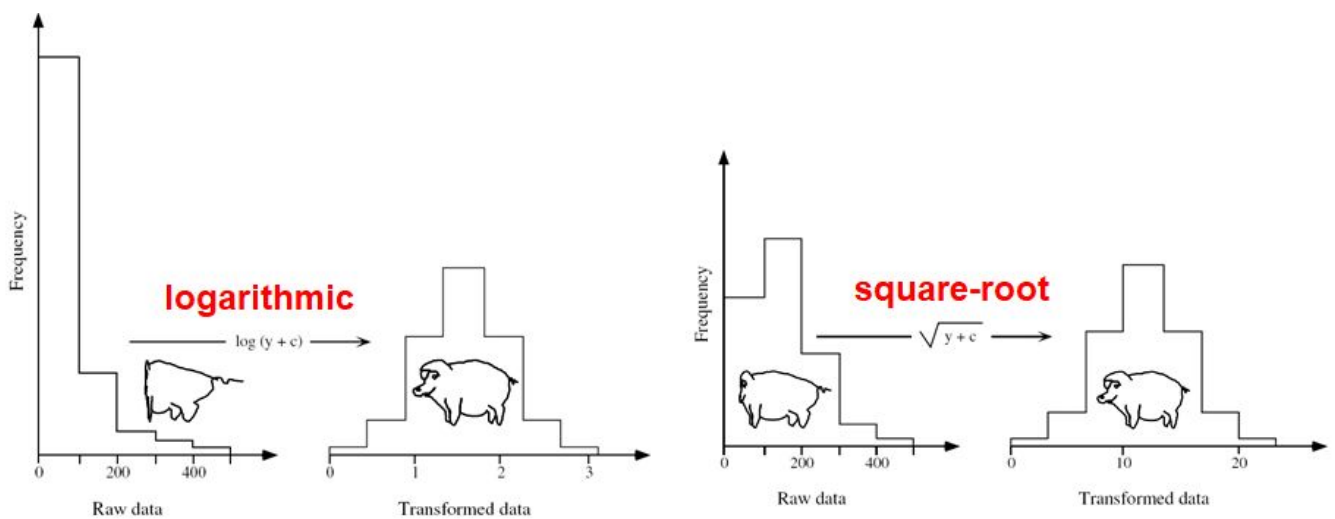 Frequency
logarithmic
log (y + c)
0 200 400
Raw data
0 1 2 3
Transformed data
Frequency
square-root
√ y + c
0 200 400
Raw data
0 10 20
Transformed data